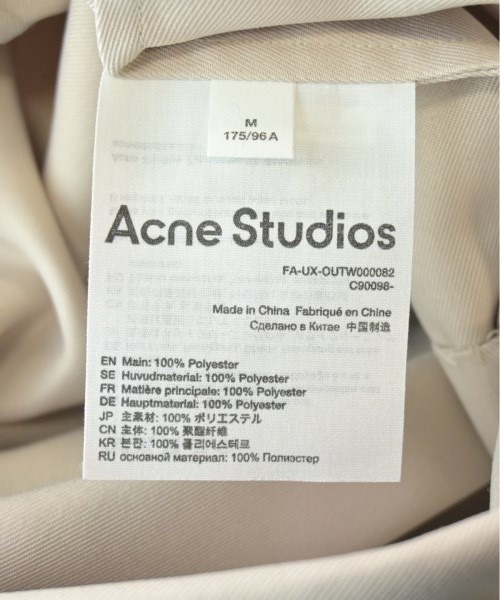 M
175/96 A
Acne Studios
FA-UX-OUTW000082
C90098-
Made in China Fabriqué en Chine
Сделано в Китае 中国制造
EN Main: 100% Polyester
SE Huvudmaterial: 100% Polyester
FR Matière principale: 100% Polyester
DE Hauptmaterial: 100% Polyester
JP 主素材: 100% ポリエステル
CN 主体: 100% 聚酯纤维
KR 본판: 100% 폴리에스테르
RU основной материал: 100% Полиэстер